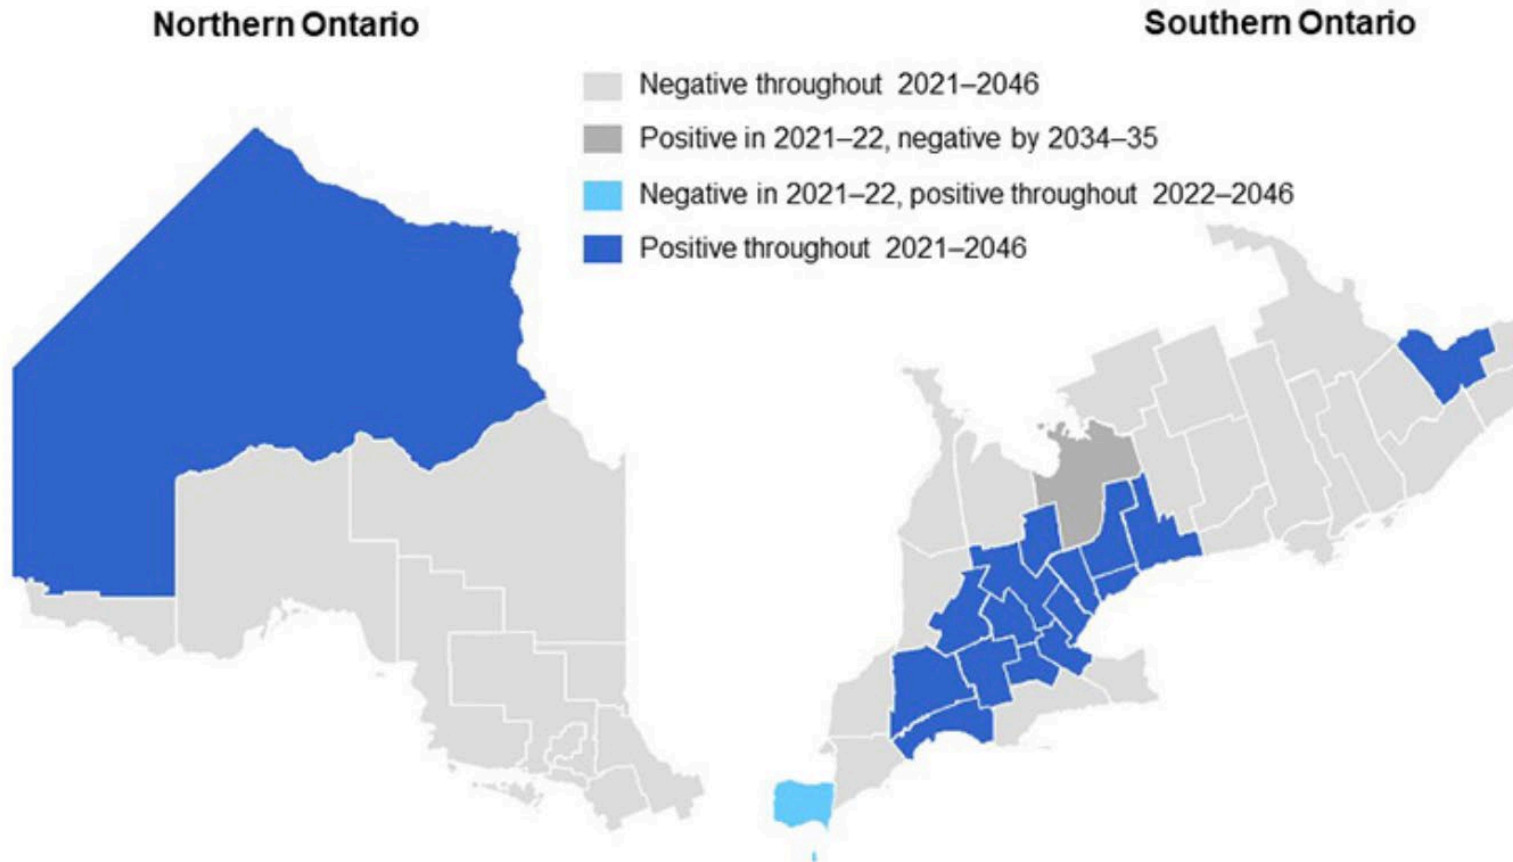 Northern Ontario
Southern Ontario
Negative throughout 2021–2046
Positive in 2021–22, negative by 2034–35
Negative in 2021–22, positive throughout 2022–2046
Positive throughout 2021–2046